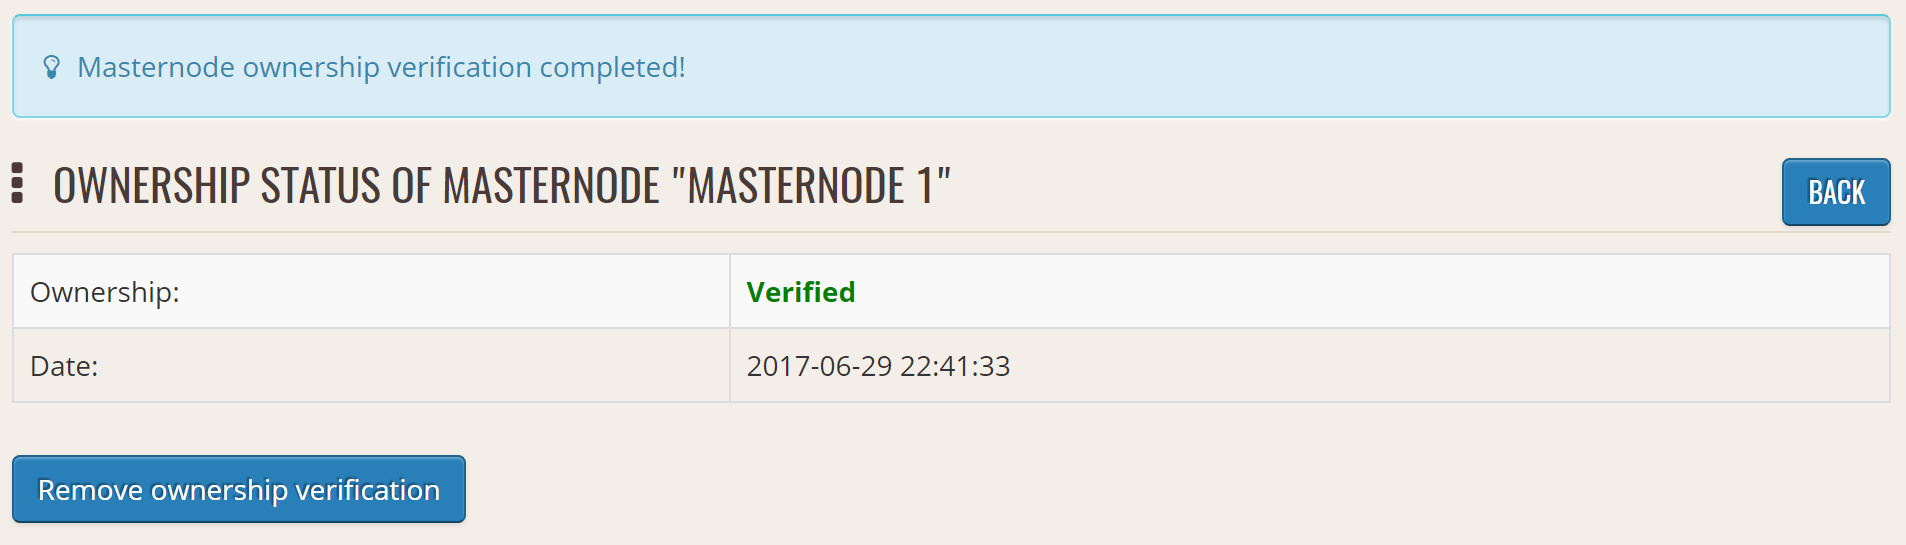 Masternode ownership verification completed!
OWNERSHIP STATUS OF MASTERNODE "MASTERNODE 1"
BACK
Ownership:
Verified
Date:
2017-06-29 22:41:33
Remove ownership verification